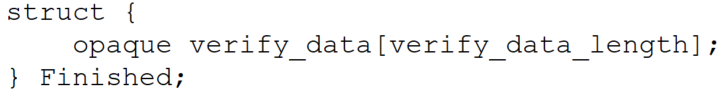 struct {
    opaque verify_data[verify_data_length];
} Finished;